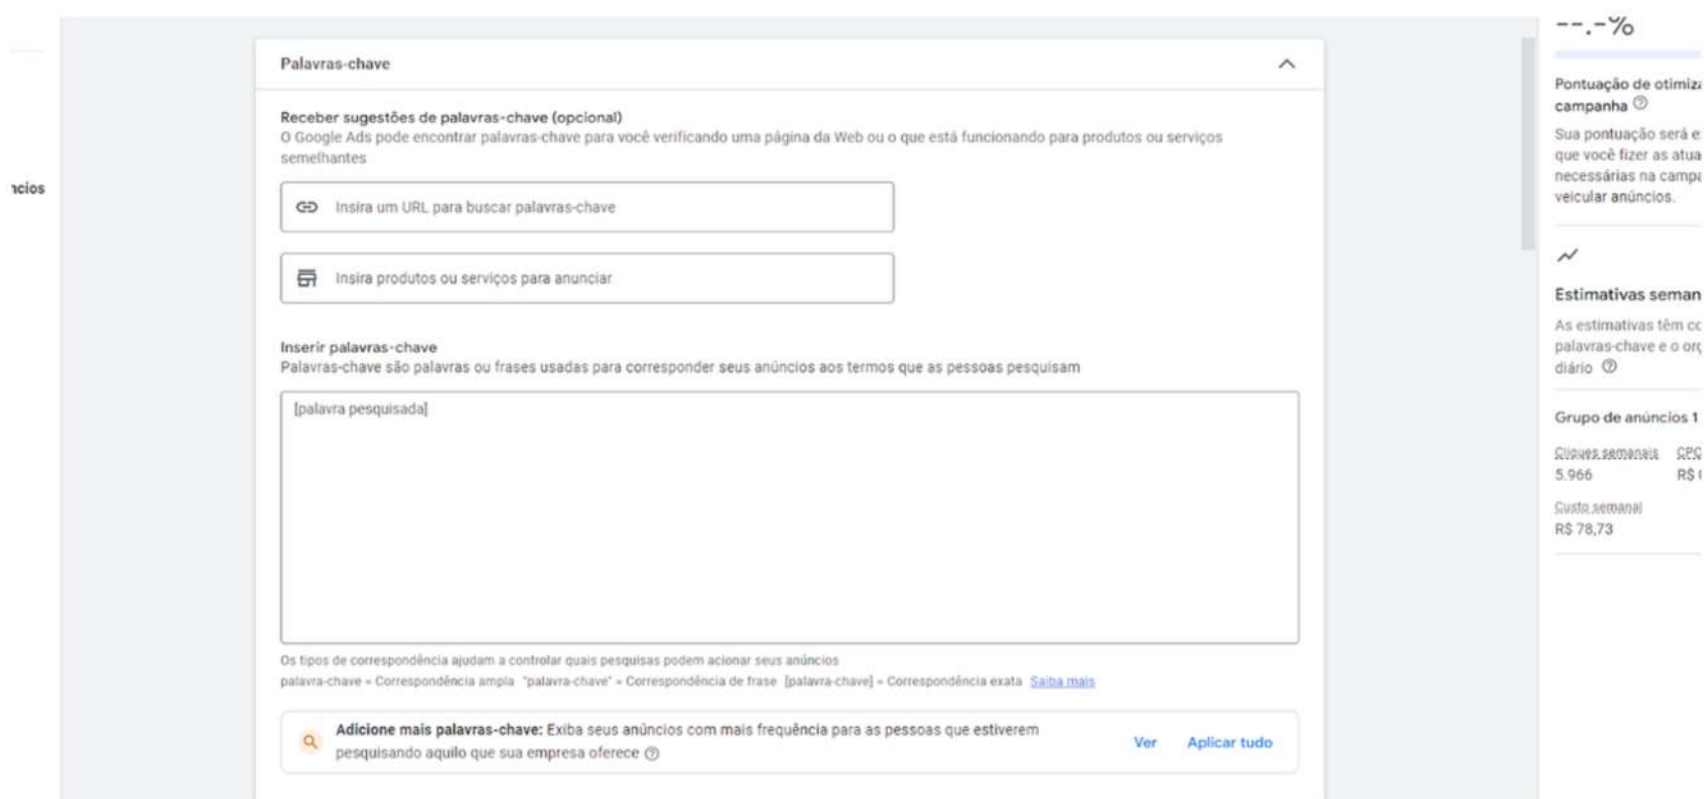 ncios
Palavras-chave
Receber sugestões de palavras-chave (opcional)
O Google Ads pode encontrar palavras-chave para você verificando uma página da Web ou o que está funcionando para produtos ou serviços
semelhantes
Insira um URL para buscar palavras-chave
Insira produtos ou serviços para anunciar
Inserir palavras-chave
Palavras-chave são palavras ou frases usadas para corresponder seus anúncios aos termos que as pessoas pesquisam
[palavra pesquisada]
Os tipos de correspondência ajudam a controlar quais pesquisas podem acionar seus anúncios
palavra-chave = Correspondência ampla "palavra-chave" = Correspondência de frase [palavra-chave] = Correspondência exata Saiba mais
Adicione mais palavras-chave: Exiba seus anúncios com mais frequência para as pessoas que estiverem
pesquisando aquilo que sua empresa oferece
Ver Aplicar tudo
--.-%
Pontuação de otimiza
campanha
Sua pontuação será e
que você fizer as atua
necessárias na campa
veicular anúncios.
Estimativas seman
As estimativas têm co
palavras-chave e o orç
diário
Grupo de anúncios 1
Cliques semanais CPC
5.966 R$
Custo semanal
R$ 78,73